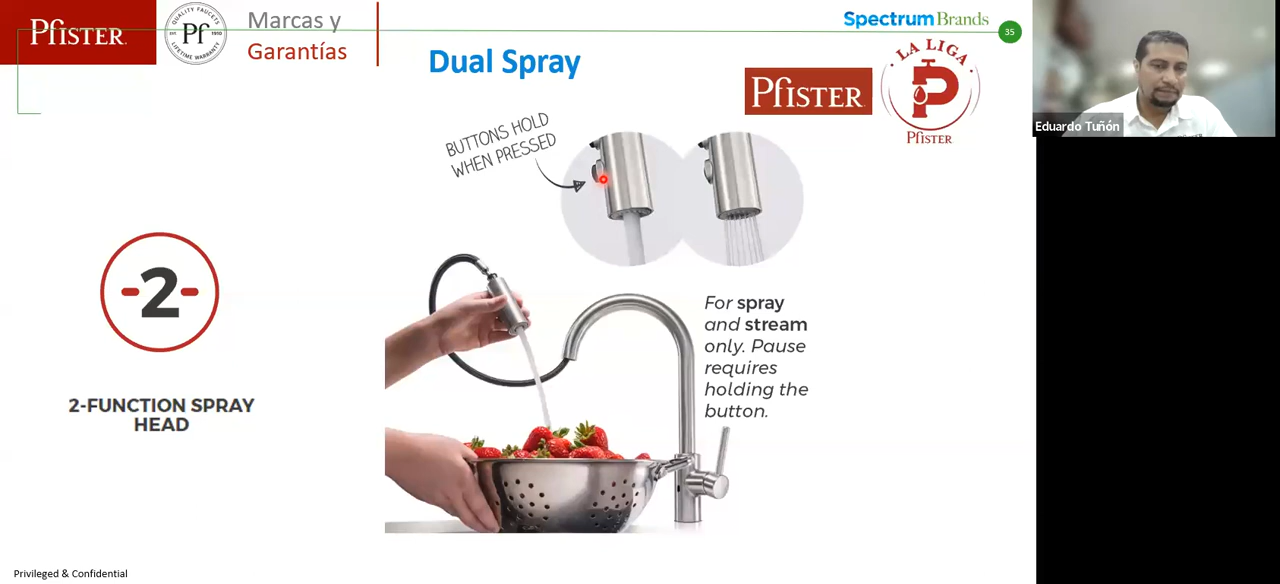 PFISTER
QUALITY FAUCETS
EST. 1910
Pf
LIFETIME WARRANTY
Marcas y
Garantías
Spectrum Brands
35
Dual Spray
PFISTER
LA LIGA
P
PFISTER
Eduardo Tuñón
BUTTONS HOLD
WHEN PRESSED
-2-
2-FUNCTION SPRAY
HEAD
For spray
and stream
only. Pause
requires
holding the
button.
Privileged & Confidential